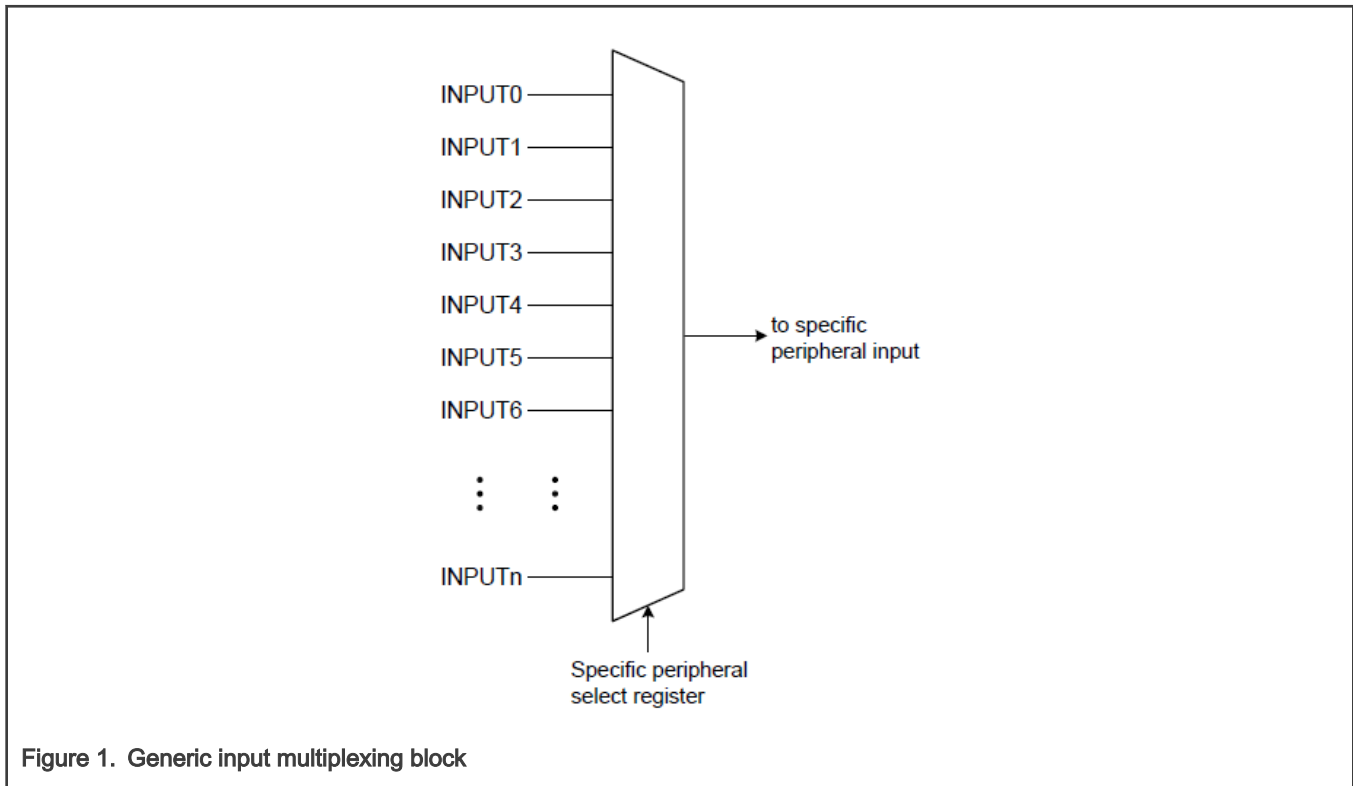 INPUT0
INPUT1
INPUT2
INPUT3
INPUT4
INPUT5
INPUT6
INPUTn
to specific
peripheral input
Specific peripheral
select register
Figure 1. Generic input multiplexing block